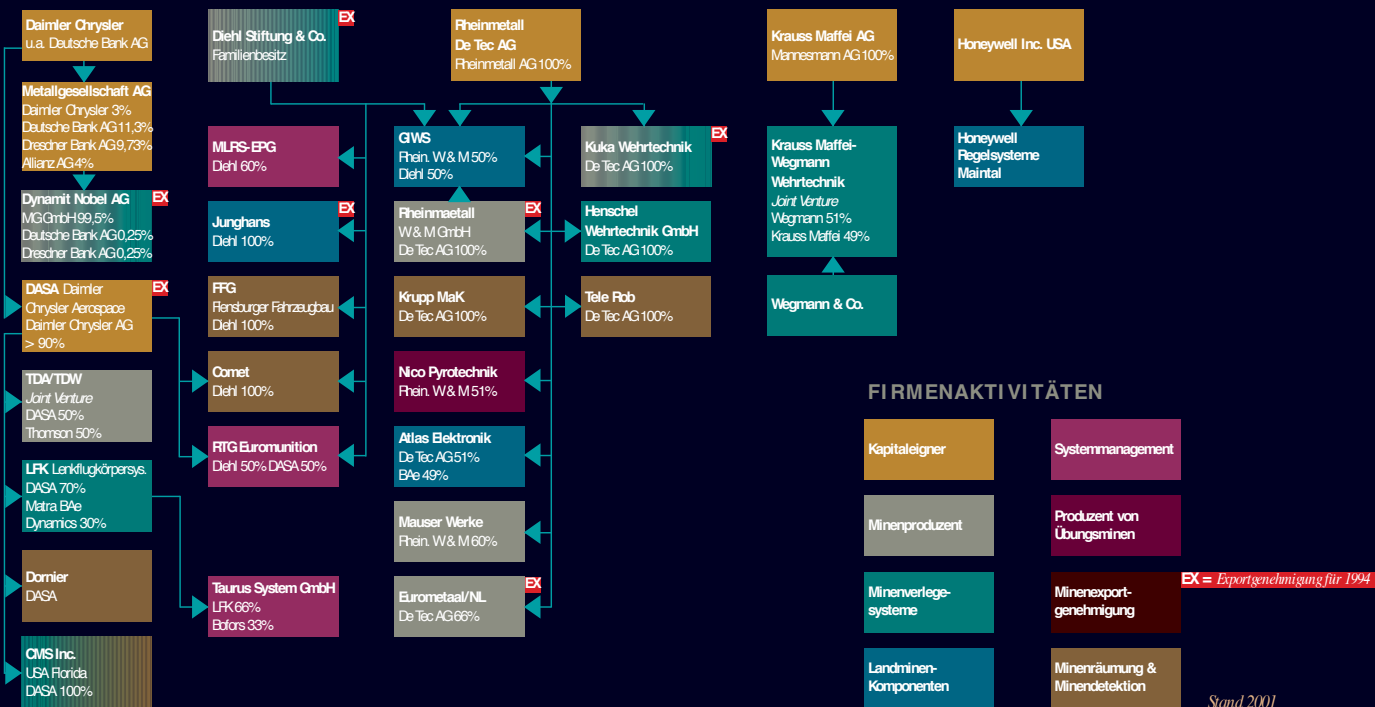 Daimler Chrysler
u.a. Deutsche Bank AG
Metallgesellschaft AG
Daimler Chrysler 3%
Deutsche Bank AG 11,3%
Dresdner Bank AG 9,73%
Allianz AG 4%
Dynamit Nobel AG
EX
MG GmbH 99,5%
Deutsche Bank AG 0,25%
Dresdner Bank AG 0,25%
DASA Daimler
EX
Chrysler Aerospace
Daimler Chrysler AG
> 90%
TDA/TDW
Joint Venture
DASA 50%
Thomson 50%
LFK Lenkflugkörpersys.
DASA 70%
Matra BAe
Dynamics 30%
Dornier
DASA
CMS Inc.
USA Florida
DASA 100%
Diehl Stiftung & Co.
EX
Familienbesitz
MLRS-EPG
Diehl 60%
Junghans
EX
Diehl 100%
FFG
Flensburger Fahrzeugbau
Diehl 100%
Comet
Diehl 100%
RTG Euromunition
Diehl 50% DASA 50%
Taurus System GmbH
LFK 66%
Bofors 33%
Rheinmetall
De Tec AG
Rheinmetall AG 100%
GIWS
Rhein. W & M 50%
Diehl 50%
Rheinmaetall
EX
W & M GmbH
De Tec AG 100%
Krupp MaK
De Tec AG 100%
Nico Pyrotechnik
Rhein. W & M 51%
Atlas Elektronik
De Tec AG 51%
BAe 49%
Mauser Werke
Rhein. W & M 60%
Eurometaal/NL
EX
De Tec AG 66%
Kuka Wehrtechnik
EX
De Tec AG 100%
Henschel
Wehrtechnik GmbH
De Tec AG 100%
Tele Rob
De Tec AG 100%
Krauss Maffei AG
Mannesmann AG 100%
Krauss Maffei-
Wegmann
Wehrtechnik
Joint Venture
Wegmann 51%
Krauss Maffei 49%
Wegmann & Co.
Honeywell Inc. USA
Honeywell
Regelsysteme
Maintal
FIRMENAKTIVITÄTEN
Kapitaleigner
Systemmanagement
Minenproduzent
Produzent von
Übungsminen
Minenverlege-
systeme
Minenexport-
genehmigung
EX = Exportgenehmigung für 1994
Landminen-
Komponenten
Minenräumung &
Minendetektion
Stand 2001